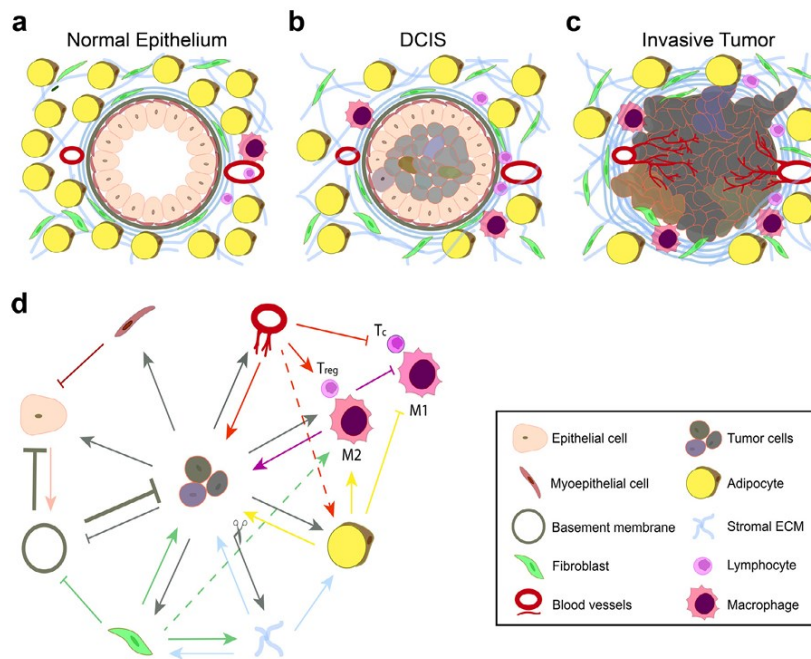 a
Normal Epithelium
b
DCIS
c
Invasive Tumor
d
Tc
Treg
M1
M2
Epithelial cell
Tumor cells
Myoepithelial cell
Adipocyte
Basement membrane
Stromal ECM
Fibroblast
Lymphocyte
Blood vessels
Macrophage